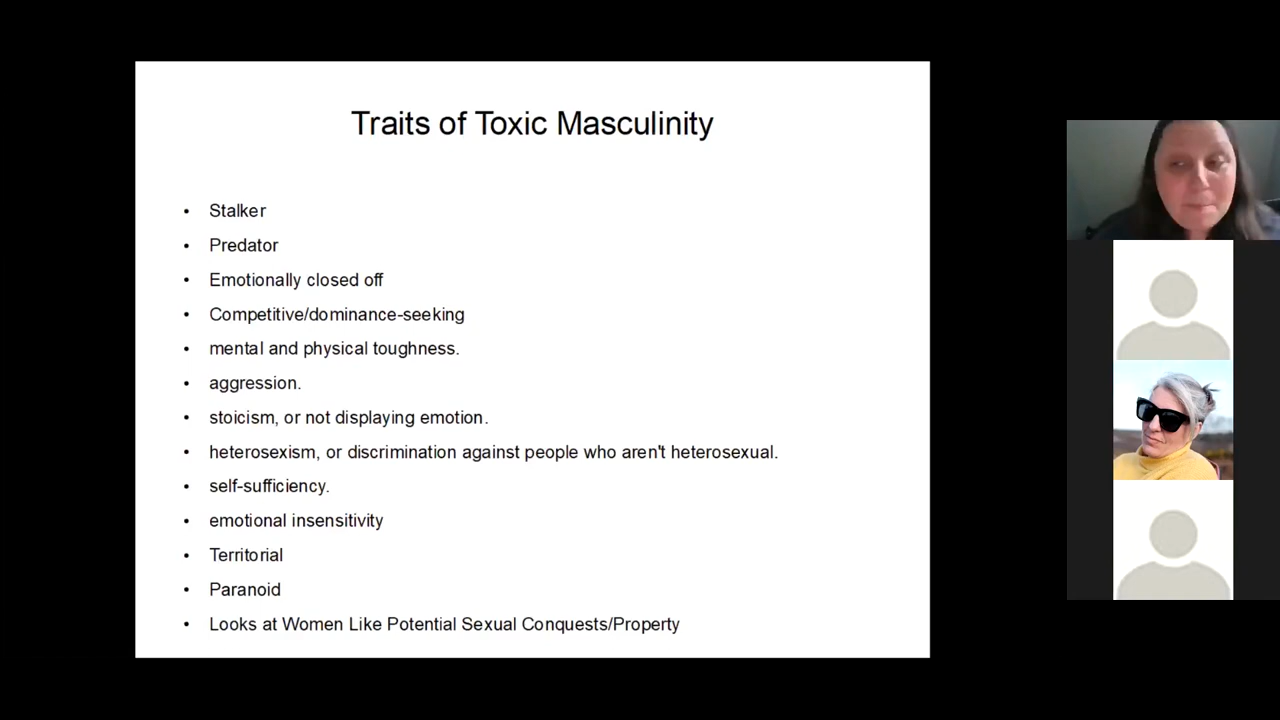 Traits of Toxic Masculinity
• Stalker
• Predator
• Emotionally closed off
• Competitive/dominance-seeking
• mental and physical toughness.
• aggression.
• stoicism, or not displaying emotion.
• heterosexism, or discrimination against people who aren't heterosexual.
• self-sufficiency.
• emotional insensitivity
• Territorial
• Paranoid
• Looks at Women Like Potential Sexual Conquests/Property